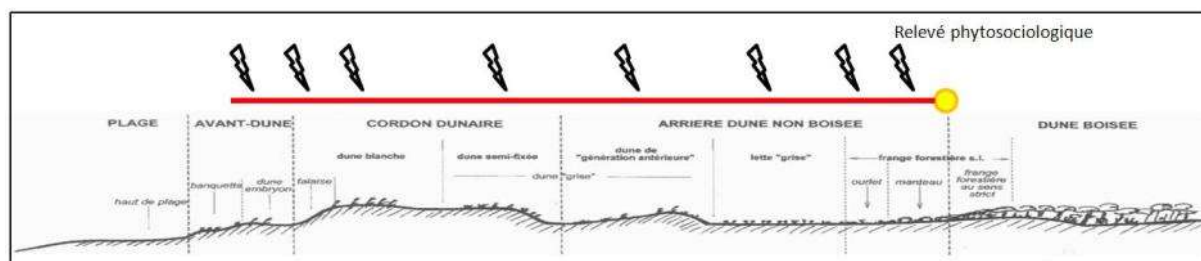 Relevé phytosociologique
PLAGE AVANT-DUNE CORDON DUNAIRE ARRIERE DUNE NON BOISEE DUNE BOISEE
dune blanche dune semi-fixée dune de "génération antérieure" lette "grise" frange forestière s.l.
dune "grise"
banquette dune embryon falaise ourlet manteau frange forestière au sens strict
haut de plage